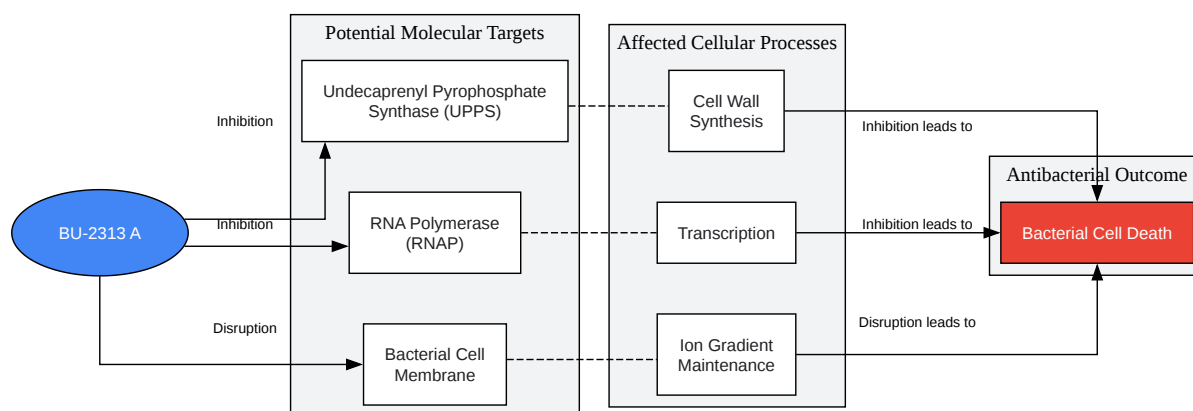 Potential Molecular Targets
Affected Cellular Processes
Undecaprenyl Pyrophosphate
Synthase (UPPS)
Cell Wall
Synthesis
Inhibition
Inhibition leads to
Antibacterial Outcome
BU-2313 A
Inhibition
RNA Polymerase
(RNAP)
Transcription
Inhibition leads to
Bacterial Cell Death
Disruption
Bacterial Cell
Membrane
Ion Gradient
Maintenance
Disruption leads to